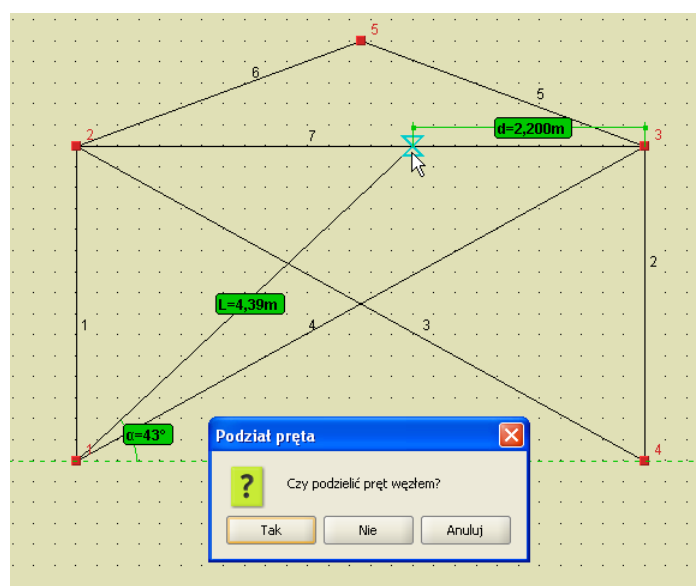 5
6
5
2
7
d=2,200m
3
2
L=4,39m
1
4
3
α=43°
1
4
Podział pręta
Czy podzielić pręt węzłem?
Tak
Nie
Anuluj